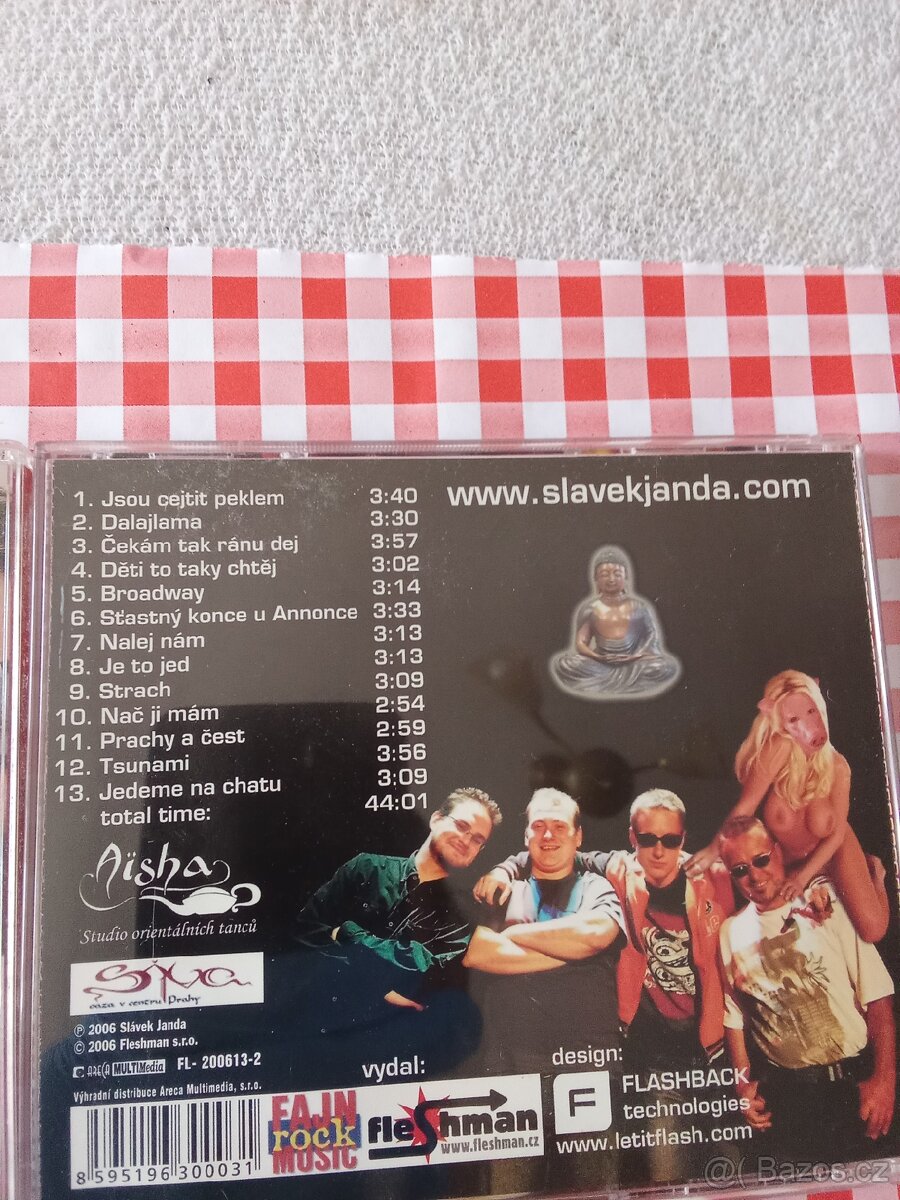 1. Jsou cejtit peklem 3:40
2. Dalajlama 3:30
3. Čekám tak ránu dej 3:57
4. Děti to taky chtěj 3:02
5. Broadway 3:14
6. Sťastný konce u Annonce 3:33
7. Nalej nám 3:13
8. Je to jed 3:13
9. Strach 3:09
10. Nač ji mám 2:54
11. Prachy a čest 2:59
12. Tsunami 3:56
13. Jedeme na chatu 3:09
total time: 44:01
www.slavekjanda.com
Aïsha
Studio orientálních tanců
oáza v centru Prahy
℗ 2006 Slávek Janda
© 2006 Fleshman s.r.o.
ARECA MULTIMedia FL- 200613-2
Výhradní distribuce Areca Multimedia, s.r.o.
8 595196 300031
vydal:
FAJN
rock
MUSIC
fleShman
www.fleshman.cz
design:
F
FLASHBACK
technologies
www.letitflash.com
@( Bazos.cz